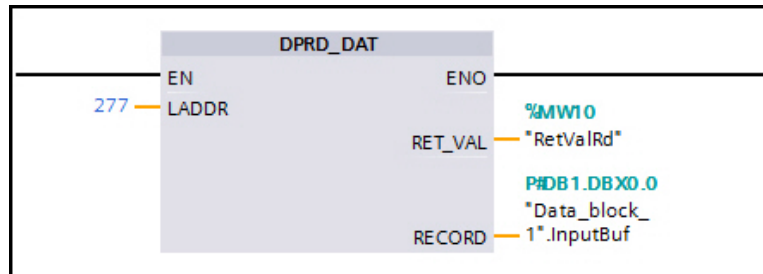 DPRD_DAT
EN
ENO
277
LADDR
%MW10
RET_VAL
"RetValRd"
P#DB1.DBX0.0
"Data_block_
RECORD
1".InputBuf